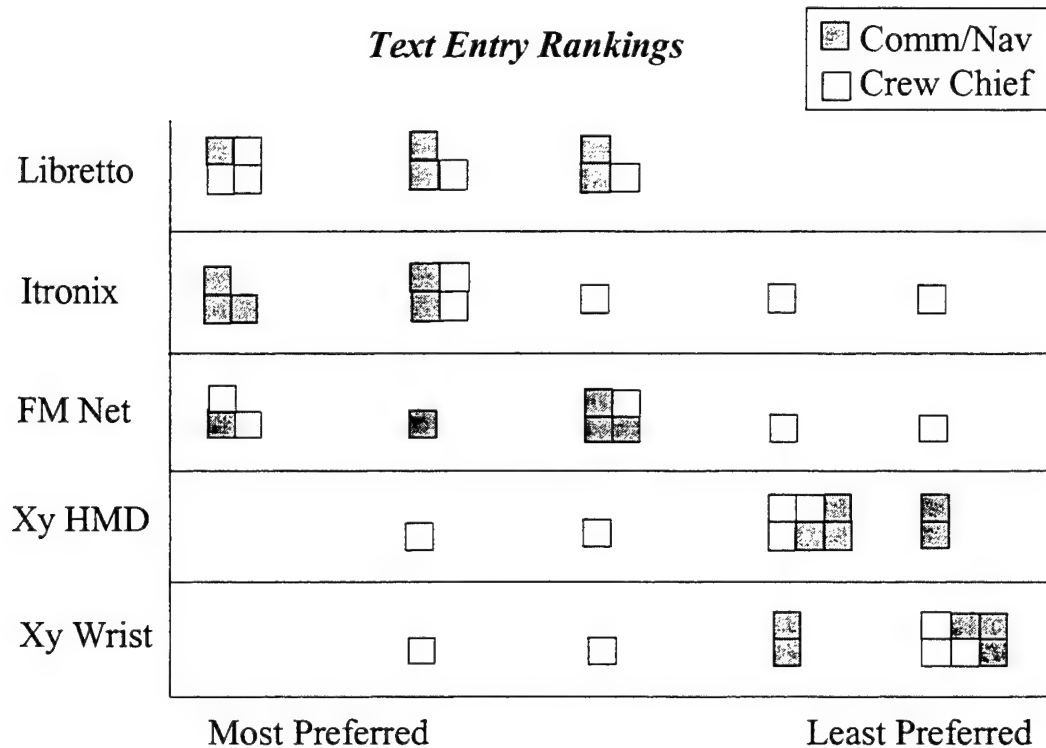 Text Entry Rankings
Comm/Nav
Crew Chief
Libretto
Itronix
FM Net
Xy HMD
Xy Wrist
Most Preferred Least Preferred